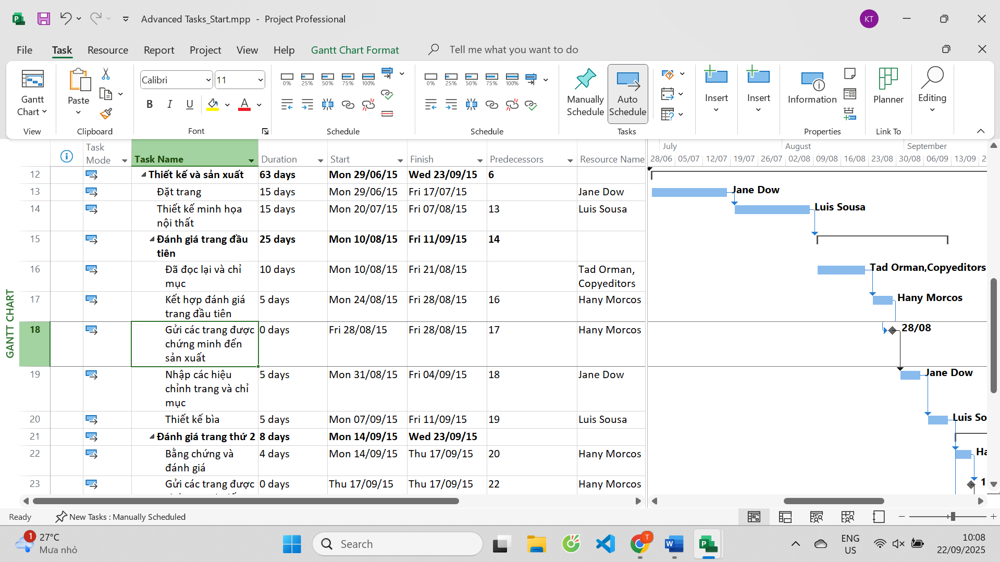 Advanced Tasks_Start.mpp - Project Professional
KT
File Task Resource Report Project View Help Gantt Chart Format Tell me what you want to do
Gantt Chart
View
Paste
Clipboard
Calibri 11
B I U A
Font
0% 25% 50% 75% 100%
Schedule
0% 25% 50% 75% 100%
Schedule
Manually Schedule
Auto Schedule
Tasks
Insert
Insert
Information
Properties
Planner
Link To
Editing
Task Mode Task Name Duration Start Finish Predecessors Resource Name
July August September
28/06 05/07 12/07 19/07 26/07 02/08 09/08 16/08 23/08 30/08 06/09 13/09 2
GANTT CHART
12 Thiết kế và sản xuất 63 days Mon 29/06/15 Wed 23/09/15 6
13 Đặt trang 15 days Mon 29/06/15 Fri 17/07/15 Jane Dow
Jane Dow
14 Thiết kế minh họa nội thất 15 days Mon 20/07/15 Fri 07/08/15 13 Luis Sousa
Luis Sousa
15 Đánh giá trang đầu tiên 25 days Mon 10/08/15 Fri 11/09/15 14
16 Đã đọc lại và chỉ mục 10 days Mon 10/08/15 Fri 21/08/15 Tad Orman, Copyeditors
Tad Orman,Copyeditors
17 Kết hợp đánh giá trang đầu tiên 5 days Mon 24/08/15 Fri 28/08/15 16 Hany Morcos
Hany Morcos
18 Gửi các trang được chứng minh đến sản xuất 0 days Fri 28/08/15 Fri 28/08/15 17 Hany Morcos
28/08
19 Nhập các hiệu chỉnh trang và chỉ mục 5 days Mon 31/08/15 Fri 04/09/15 18 Jane Dow
Jane Dow
20 Thiết kế bìa 5 days Mon 07/09/15 Fri 11/09/15 19 Luis Sousa
Luis So
21 Đánh giá trang thứ 2 8 days Mon 14/09/15 Wed 23/09/15
22 Bằng chứng và đánh giá 4 days Mon 14/09/15 Thu 17/09/15 20 Hany Morcos
Ha
23 Gửi các trang được 0 days Thu 17/09/15 Thu 17/09/15 22 Hany Morcos
1
Ready New Tasks : Manually Scheduled
1 27°C
Mưa nhỏ
Search
T
ENG
US
10:08
22/09/2025